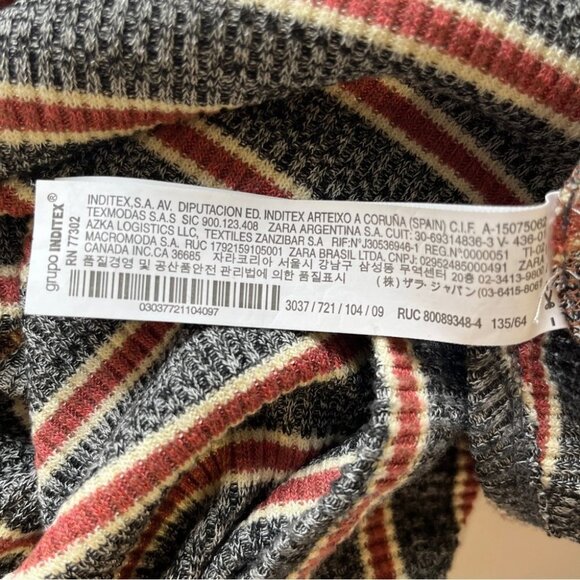 grupo INDITEX®
RN 77302
INDITEX,S.A. AV. DIPUTACION ED. INDITEX ARTEIXO A CORUÑA (SPAIN) C.I.F. A-15075062
TEXMODAS S.A.S SIC 900.123.408 ZARA ARGENTINA S.A. CUIT:30-69314836-3 V- 436-00
AZKA LOGISTICS LLC, TEXTILES ZANZIBAR SA RIF:N°J30536946-1 REG.N°0000051 TI-02
MACROMODA S.A. RUC 1792159105001 ZARA BRASIL LTDA. CNPJ: 02952485000491 ZARA
CANADA INC.CA 36685 자라코리아 서울시 강남구 삼성동 무역센터 20층 02-3413-9800
품질경영 및 공산품안전 관리법에 의한 품질표시 (株) ザラ・ジャパン(03-6415-8061
03037721104097
3037 / 721 / 104 / 09 RUC 80089348-4 135/64